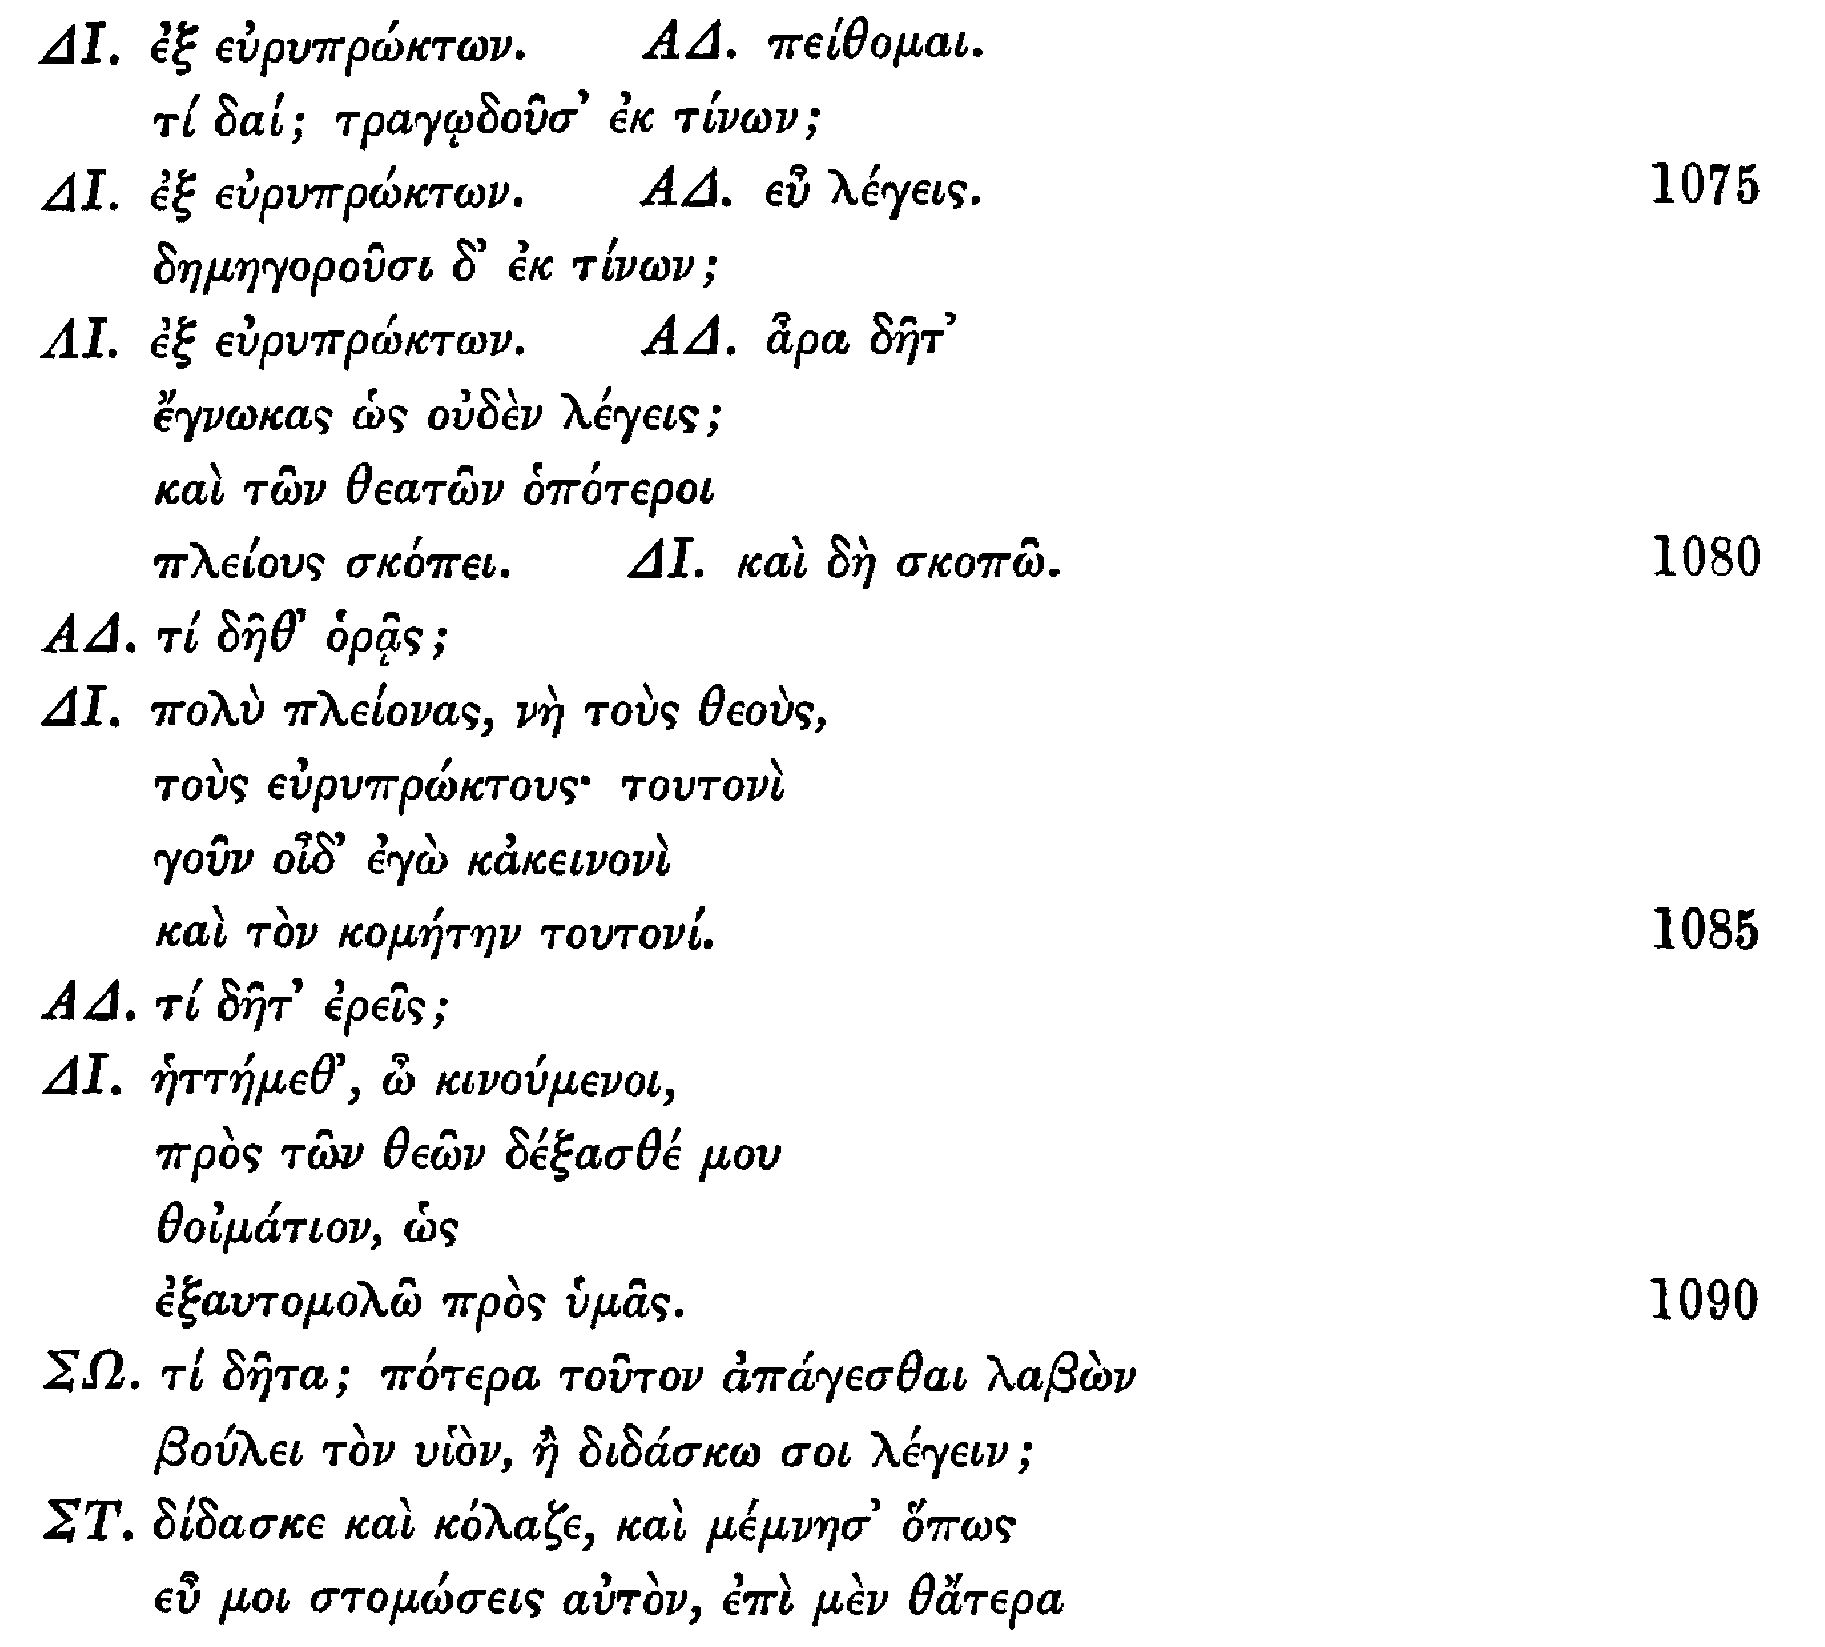 ΔΙ. ἐξ εὐρυπρώκτων. ΑΔ. πείθομαι.
τί δαί; τραγῳδοῦσ’ ἐκ τίνων;
ΔΙ. ἐξ εὐρυπρώκτων. ΑΔ. εὖ λέγεις. 1075
δημηγοροῦσι δ’ ἐκ τίνων;
ΔΙ. ἐξ εὐρυπρώκτων. ΑΔ. ἆρα δῆτ’
ἔγνωκας ὡς οὐδὲν λέγεις;
καὶ τῶν θεατῶν ὁπότεροι
πλείους σκόπει. ΔΙ. καὶ δὴ σκοπῶ. 1080
ΑΔ. τί δῆθ’ ὁρᾷς;
ΔΙ. πολὺ πλείονας, νὴ τοὺς θεοὺς,
τοὺς εὐρυπρώκτους· τουτονὶ
γοῦν οἶδ’ ἐγὼ κἀκεινονὶ
καὶ τὸν κομήτην τουτονί. 1085
ΑΔ. τί δῆτ’ ἐρεῖς;
ΔΙ. ἡττήμεθ’, ὦ κινούμενοι,
πρὸς τῶν θεῶν δέξασθέ μου
θοἰμάτιον, ὡς
ἐξαυτομολῶ πρὸς ὑμᾶς. 1090
ΣΩ. τί δῆτα; πότερα τοῦτον ἀπάγεσθαι λαβὼν
βούλει τὸν υἱὸν, ἢ διδάσκω σοι λέγειν;
ΣΤ. δίδασκε καὶ κόλαζε, καὶ μέμνησ’ ὅπως
εὖ μοι στομώσεις αὐτὸν, ἐπὶ μὲν θἄτερα